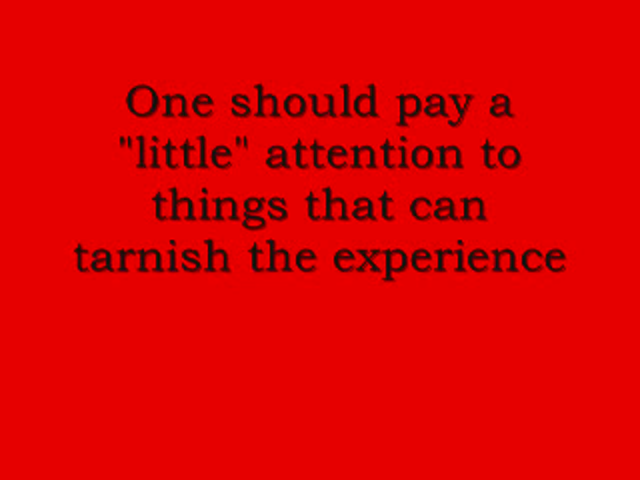 One should pay a
"little" attention to
things that can
tarnish the experience